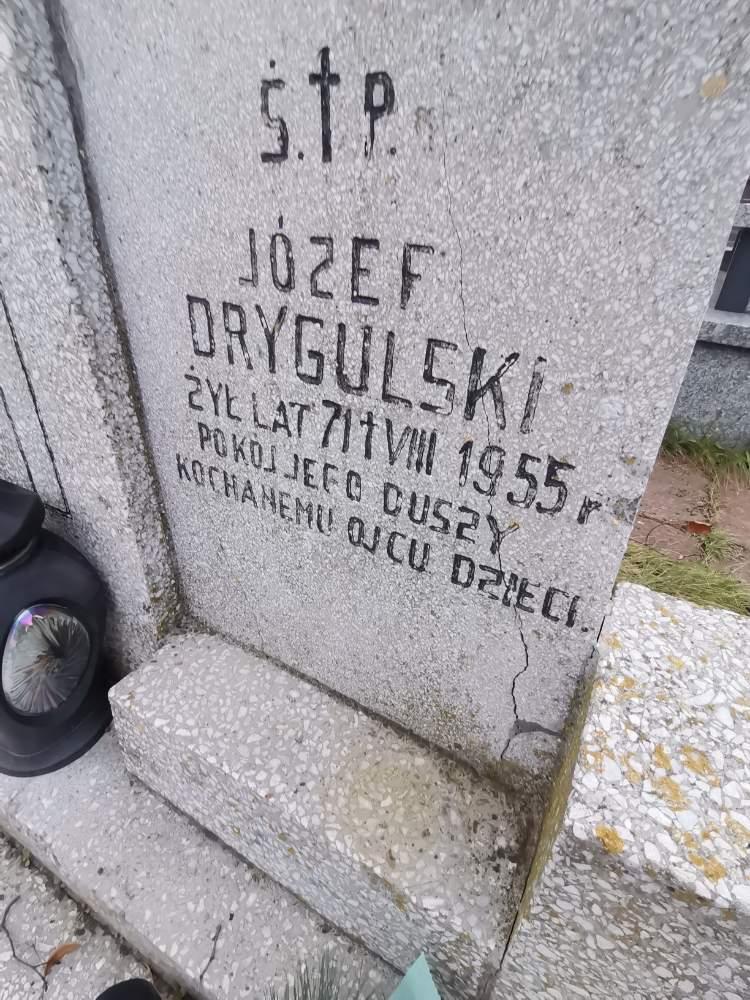 Ś.†P.
JÓZEF
DRYGULSKI
ŻYŁ LAT 71 † VIII 1955 r
POKÓJ JEGO DUSZY
KOCHANEMU OJCU DZIECI.